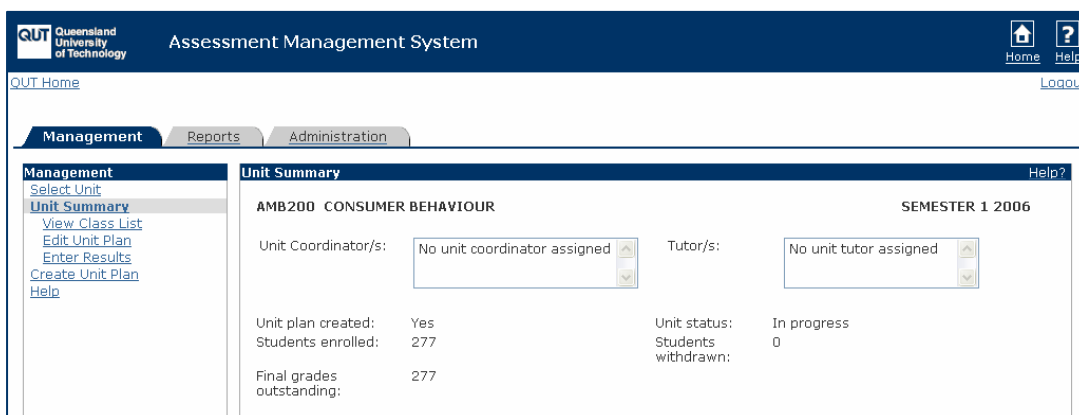 QUT Queensland
University
of Technology
Assessment Management System
Home Help
QUT Home Logou
Management Reports Administration
Management
Select Unit
Unit Summary
View Class List
Edit Unit Plan
Enter Results
Create Unit Plan
Help
Unit Summary Help?
AMB200 CONSUMER BEHAVIOUR SEMESTER 1 2006
Unit Coordinator/s: No unit coordinator assigned Tutor/s: No unit tutor assigned
Unit plan created: Yes Unit status: In progress
Students enrolled: 277 Students withdrawn: 0
Final grades outstanding: 277